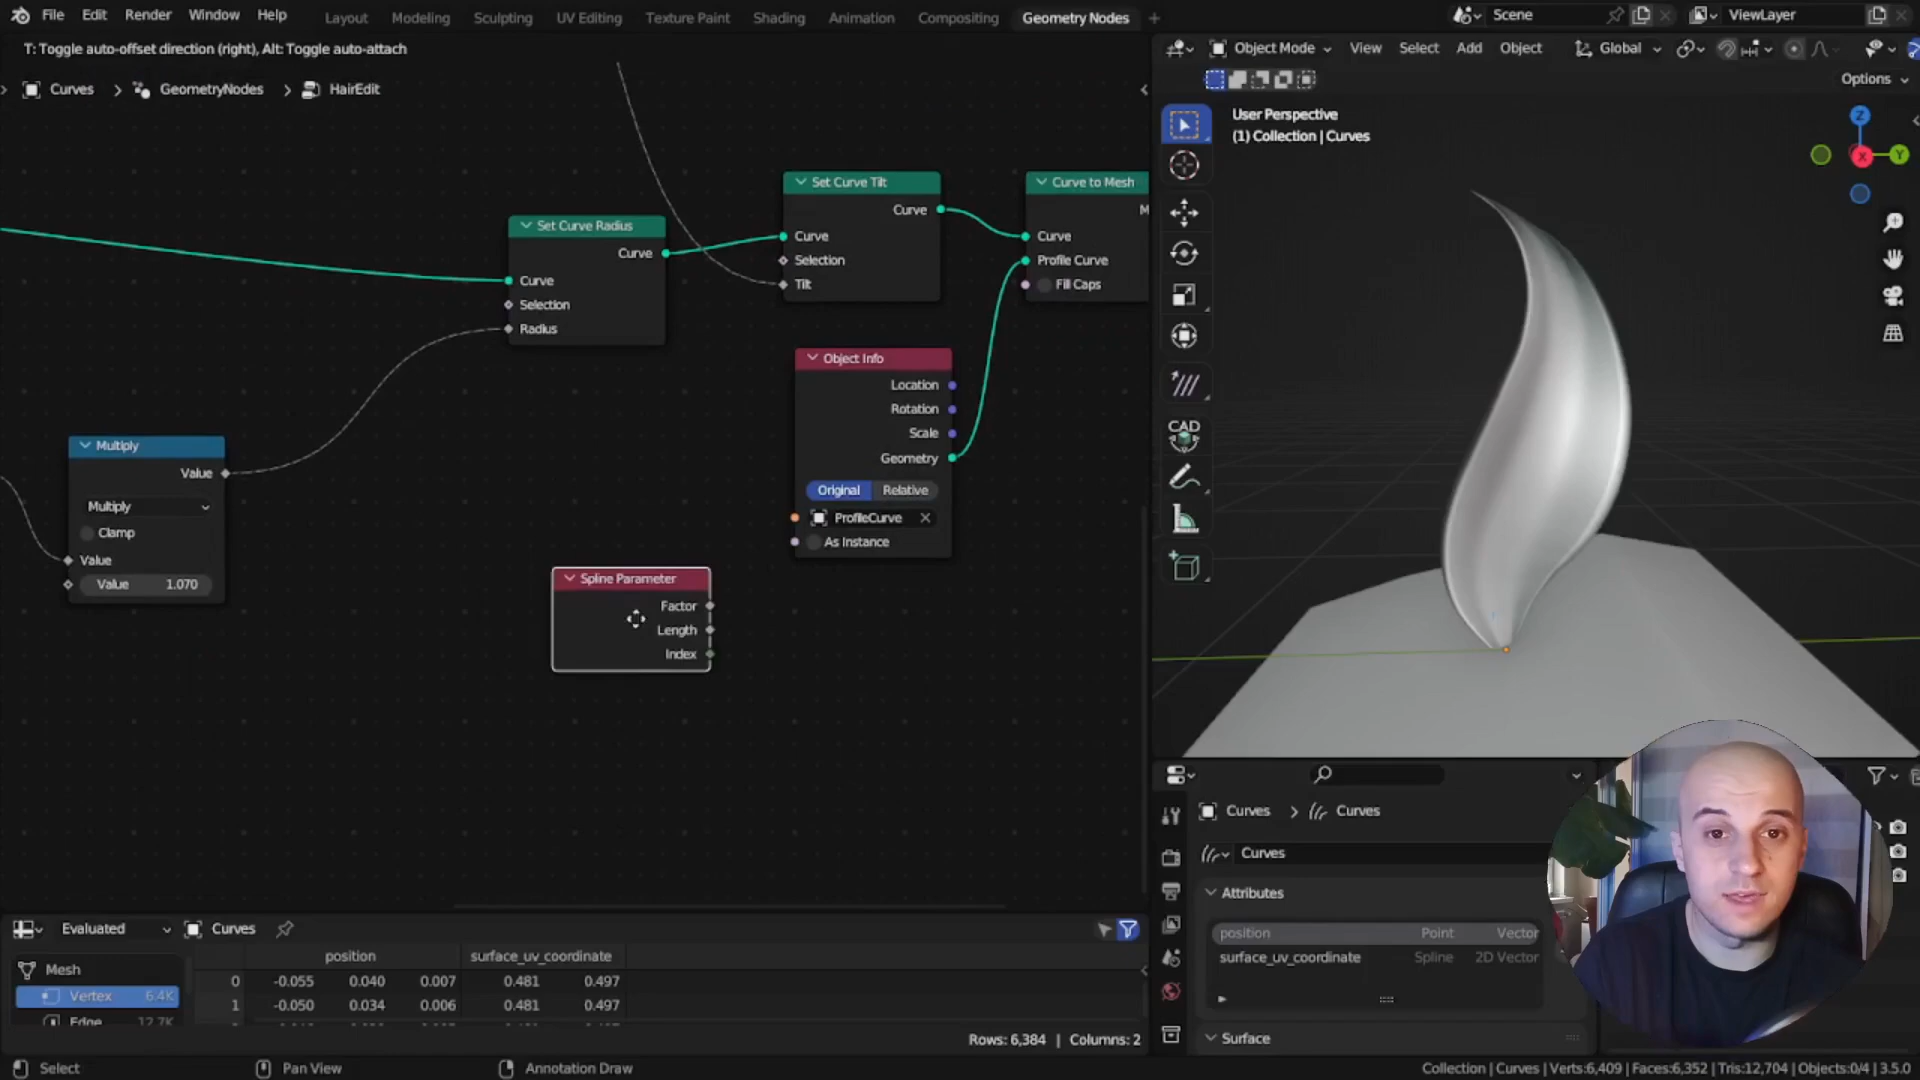 File Edit Render Window Help Layout Modeling Sculpting UV Editing Texture Paint Shading Animation Compositing Geometry Nodes Scene ViewLayer
T: Toggle auto-offset direction (right), Alt: Toggle auto-attach
Object Mode View Select Add Object Global
Options
Curves > GeometryNodes > HairEdit
User Perspective
(1) Collection | Curves
Z
X
Y
CAD
Set Curve Tilt
Curve
Curve
Selection
Tilt
Curve to Mesh
M
Curve
Profile Curve
Fill Caps
Set Curve Radius
Curve
Curve
Selection
Radius
Object Info
Location
Rotation
Scale
Geometry
Original Relative
ProfileCurve
As Instance
Multiply
Value
Multiply
Clamp
Value
Value 1.070
Spline Parameter
Factor
Length
Index
Curves > Curves
Curves
Attributes
position Point Vector
surface_uv_coordinate Spline 2D Vector
Surface
Evaluated Curves
position surface_uv_coordinate
Mesh
Vertex 6.4K
Edge 12.7K
0 -0.055 0.040 0.007 0.481 0.497
1 -0.050 0.034 0.006 0.481 0.497
Rows: 6,384 | Columns: 2
Select Pan View Annotation Draw Collection | Curves | Verts:6,409 | Faces:6,352 | Tris:12,704 | Objects:0/4 | 3.5.0